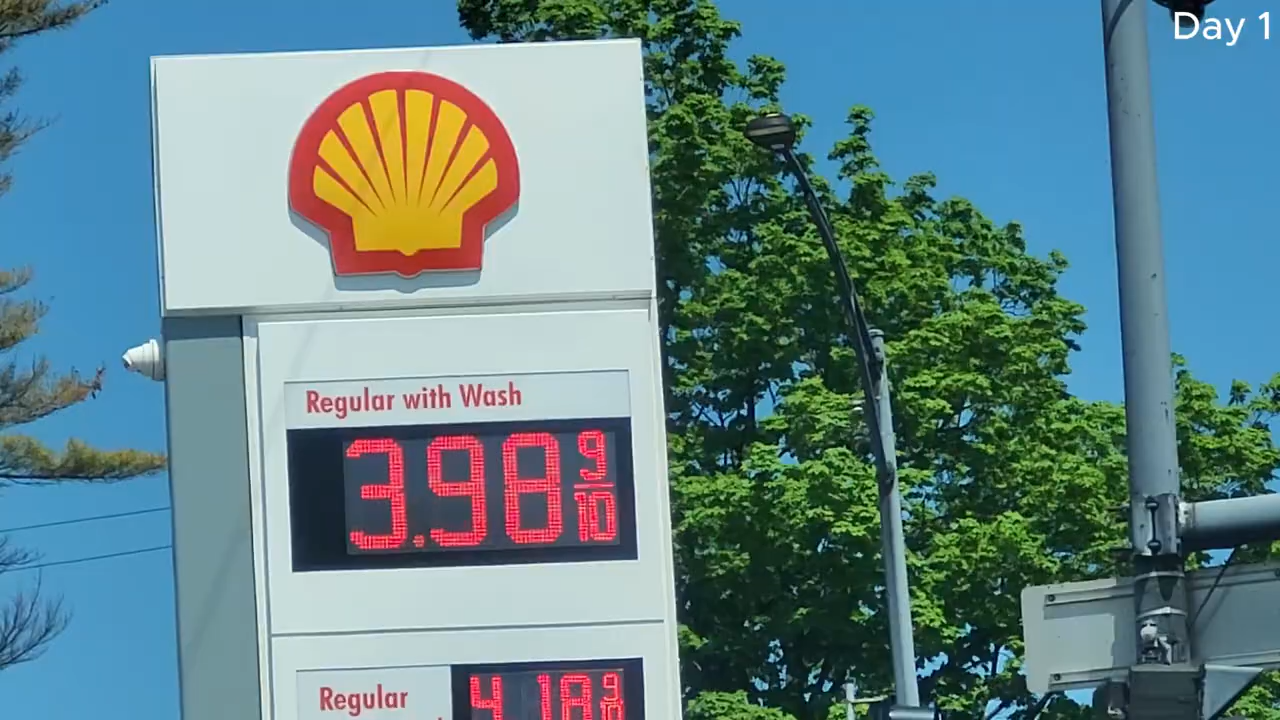 Day 1
Regular with Wash
3.98 9/10
Regular
4.18 9/10